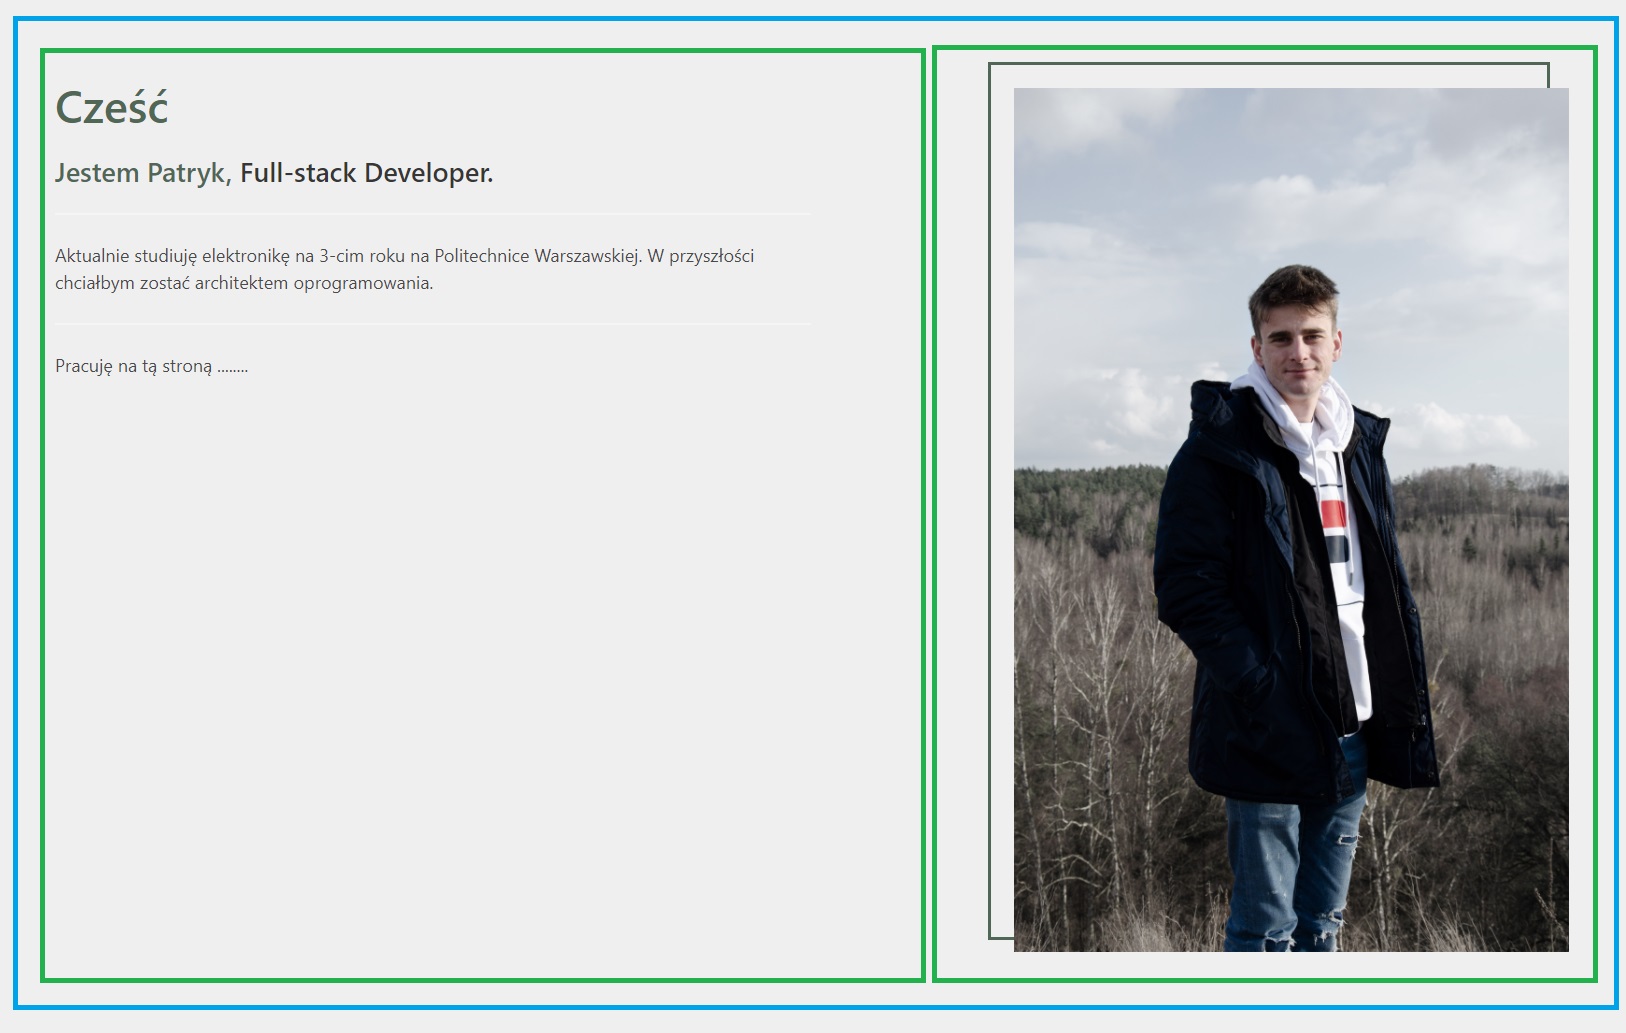 Cześć
Jestem Patryk, Full-stack Developer.
Aktualnie studiuję elektronikę na 3-cim roku na Politechnice Warszawskiej. W przyszłości
chciałbym zostać architektem oprogramowania.
Pracuję na tą stroną ........